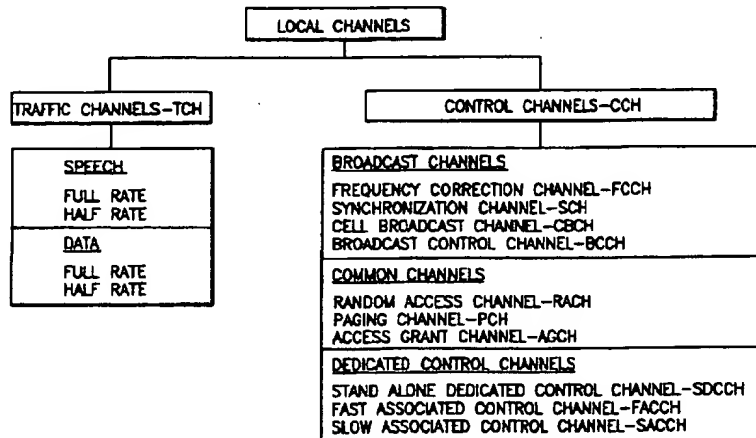 LOCAL CHANNELS
TRAFFIC CHANNELS-TCH
CONTROL CHANNELS-CCH
SPEECH
FULL RATE
HALF RATE
DATA
FULL RATE
HALF RATE
BROADCAST CHANNELS
FREQUENCY CORRECTION CHANNEL-FCCH
SYNCHRONIZATION CHANNEL-SCH
CELL BROADCAST CHANNEL-CBCH
BROADCAST CONTROL CHANNEL-BCCH
COMMON CHANNELS
RANDOM ACCESS CHANNEL-RACH
PAGING CHANNEL-PCH
ACCESS GRANT CHANNEL-AGCH
DEDICATED CONTROL CHANNELS
STAND ALONE DEDICATED CONTROL CHANNEL-SDCCH
FAST ASSOCIATED CONTROL CHANNEL-FACCH
SLOW ASSOCIATED CONTROL CHANNEL-SACCH